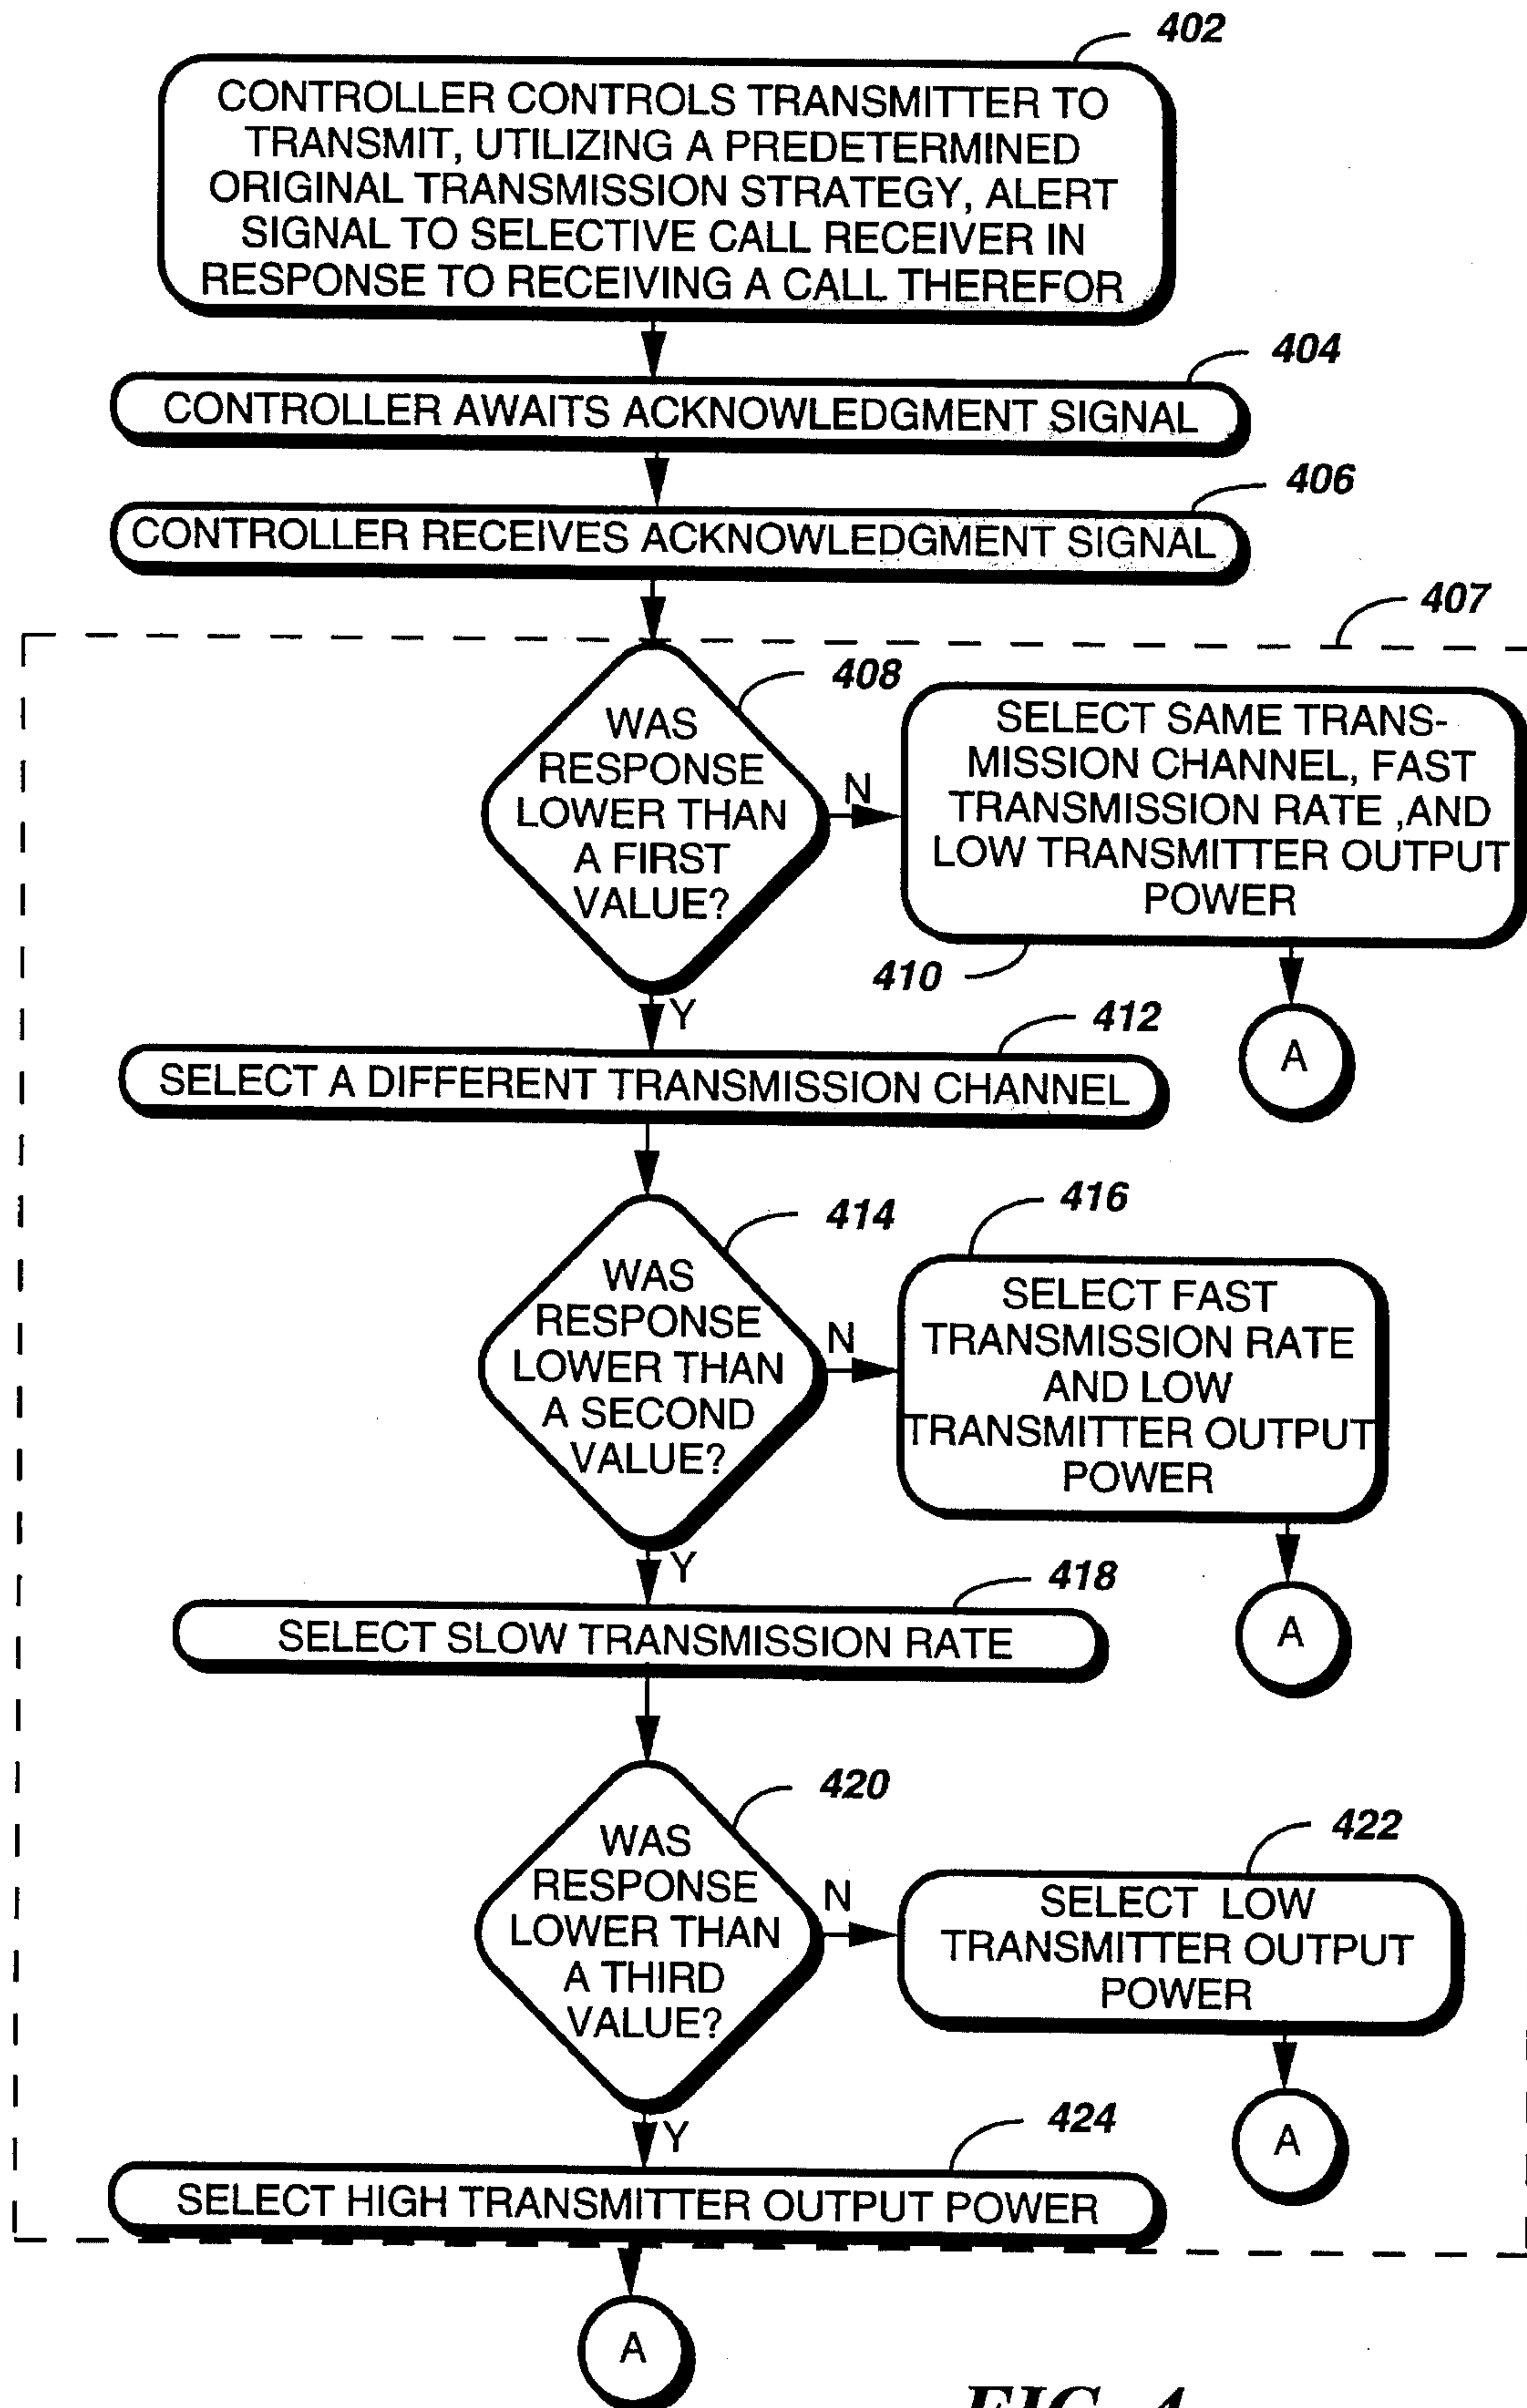 402
CONTROLLER CONTROLS TRANSMITTER TO
TRANSMIT, UTILIZING A PREDETERMINED
ORIGINAL TRANSMISSION STRATEGY, ALERT
SIGNAL TO SELECTIVE CALL RECEIVER IN
RESPONSE TO RECEIVING A CALL THEREFOR
404
CONTROLLER AWAITS ACKNOWLEDGMENT SIGNAL
406
CONTROLLER RECEIVES ACKNOWLEDGMENT SIGNAL
407
408
WAS
RESPONSE
LOWER THAN
A FIRST
VALUE?
N
SELECT SAME TRANS-
MISSION CHANNEL, FAST
TRANSMISSION RATE ,AND
LOW TRANSMITTER OUTPUT
POWER
410
A
Y
412
SELECT A DIFFERENT TRANSMISSION CHANNEL
414
WAS
RESPONSE
LOWER THAN
A SECOND
VALUE?
N
416
SELECT FAST
TRANSMISSION RATE
AND LOW
TRANSMITTER OUTPUT
POWER
A
Y
418
SELECT SLOW TRANSMISSION RATE
420
WAS
RESPONSE
LOWER THAN
A THIRD
VALUE?
N
422
SELECT LOW
TRANSMITTER OUTPUT
POWER
A
Y
424
SELECT HIGH TRANSMITTER OUTPUT POWER
A
FIG. 4